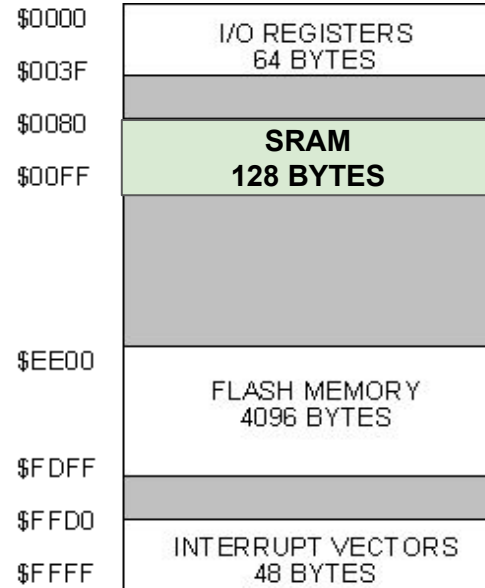 $0000
I/O REGISTERS
64 BYTES
$003F
$0080
SRAM
128 BYTES
$00FF
$EE00
FLASH MEMORY
4096 BYTES
$FDFF
$FFD0
INTERRUPT VECTORS
48 BYTES
$FFFF